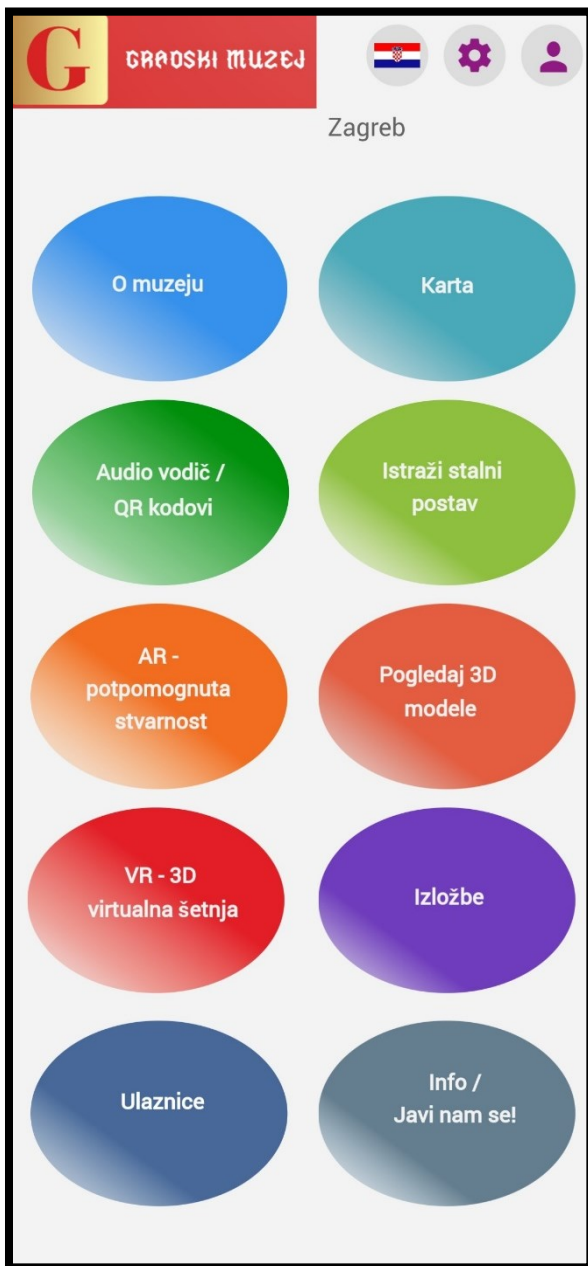 G
GRADSKI MUZEJ
Zagreb
O muzeju
Karta
Audio vodič /
QR kodovi
Istraži stalni
postav
AR -
potpomognuta
stvarnost
Pogledaj 3D
modele
VR - 3D
virtualna šetnja
Izložbe
Ulaznice
Info /
Javi nam se!